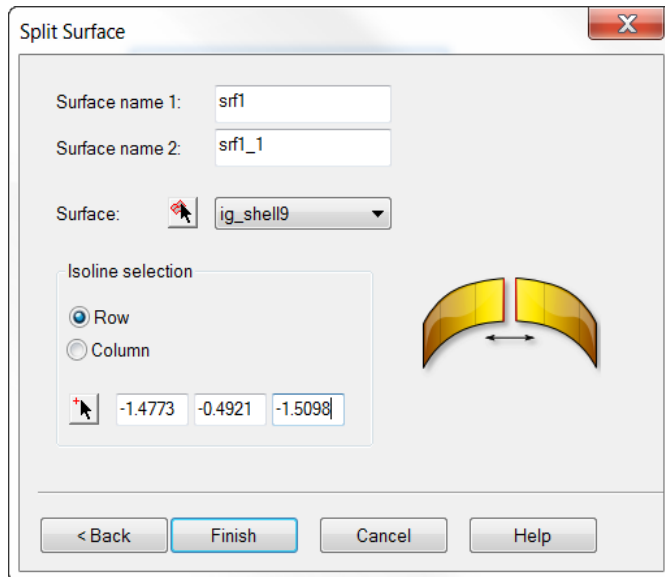 Split Surface
Surface name 1: srf1
Surface name 2: srf1_1
Surface: ig_shell9
Isoline selection
Row
Column
-1.4773 -0.4921 -1.5098
< Back Finish Cancel Help